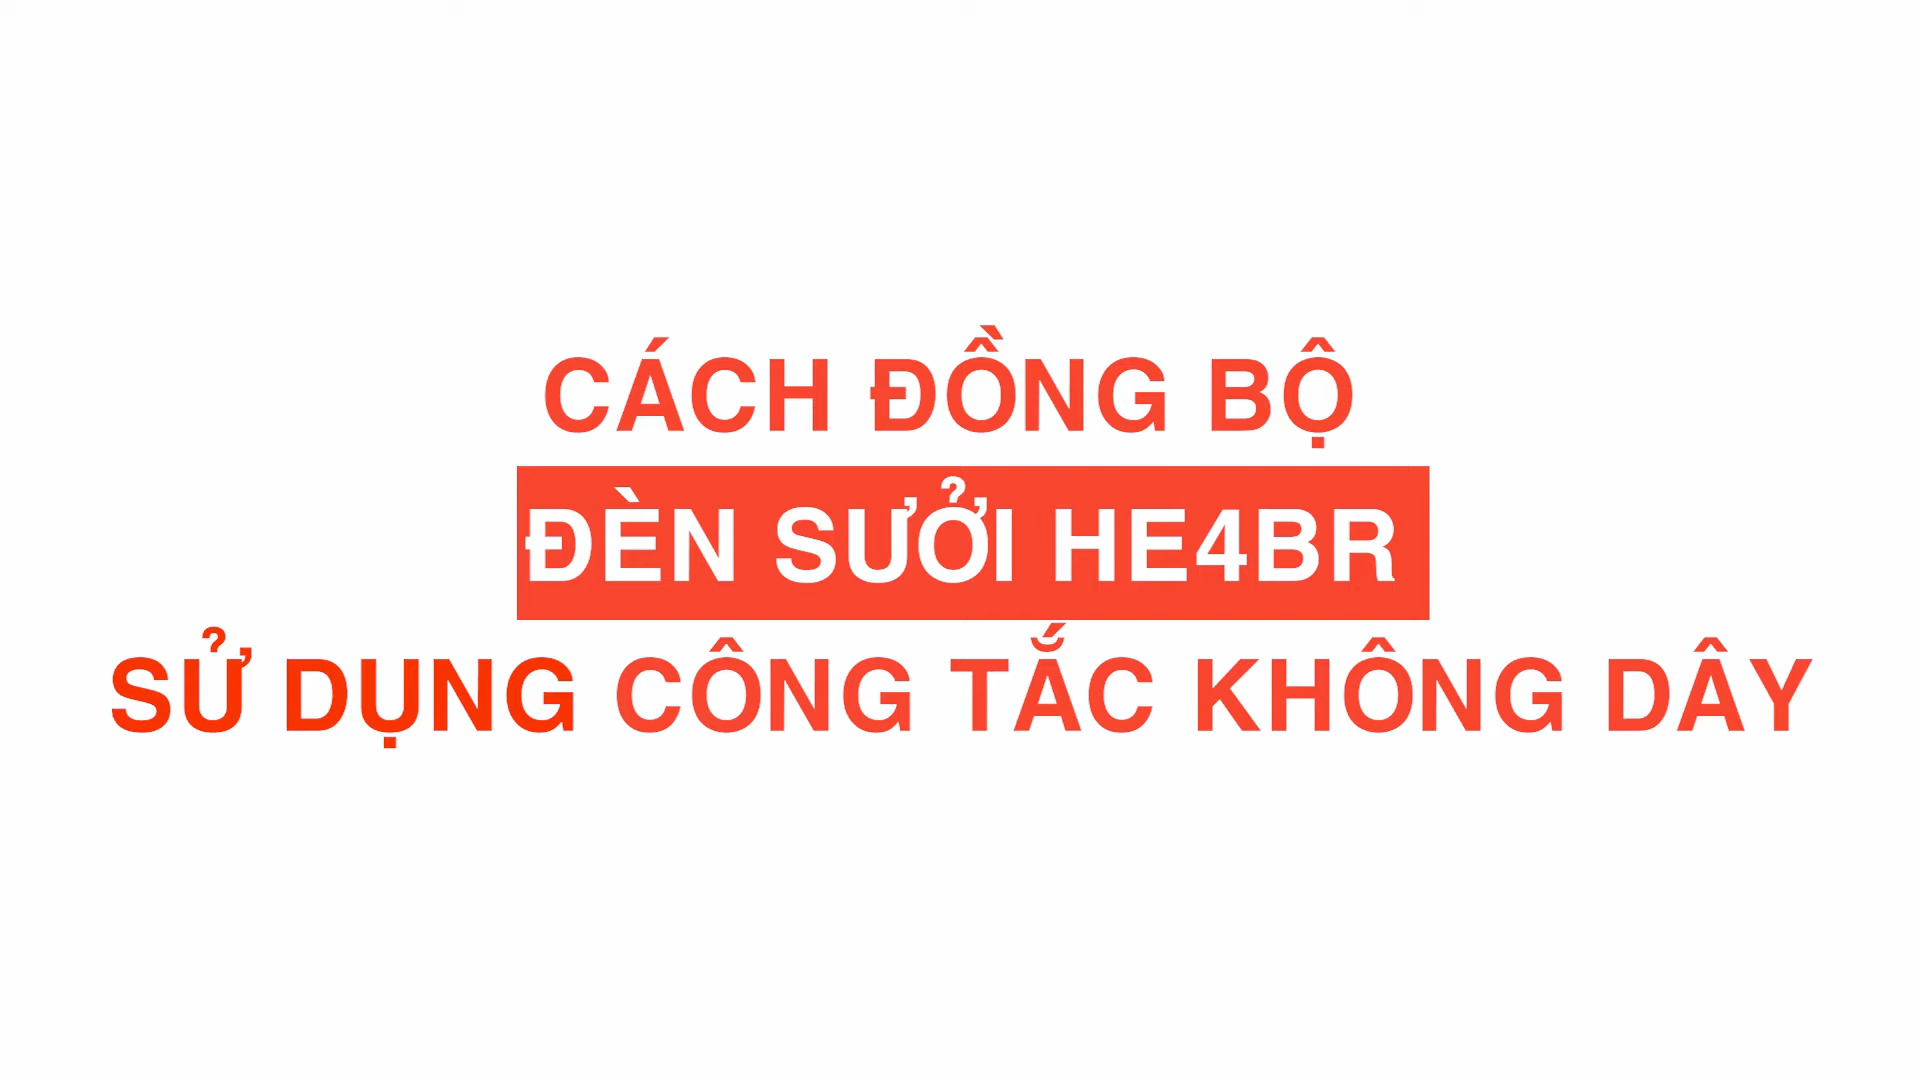 CÁCH ĐỒNG BỘ
ĐÈN SƯỞI HE4BR
SỬ DỤNG CÔNG TẮC KHÔNG DÂY